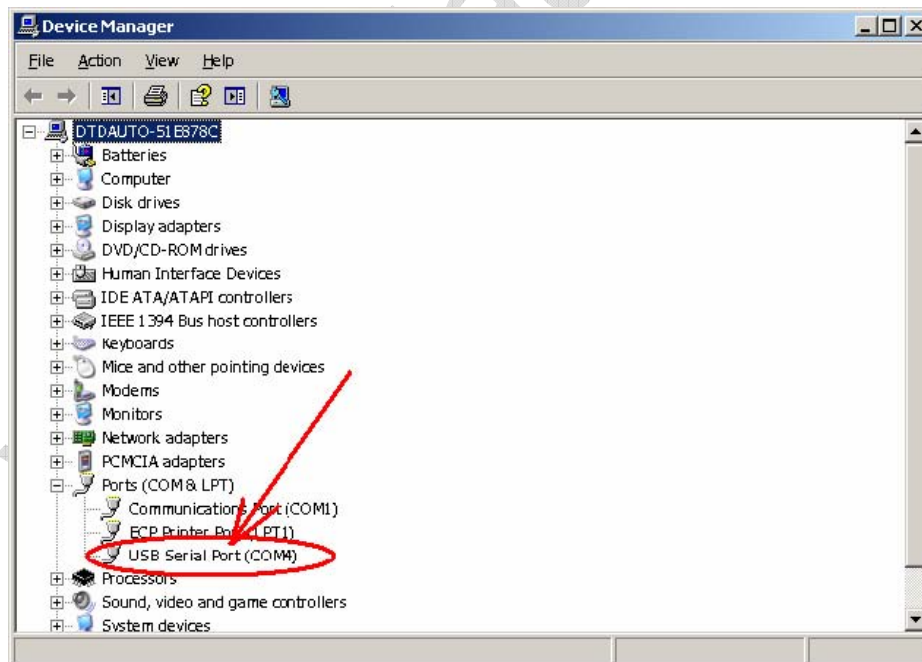 Device Manager
File Action View Help
DTDAUTO-51E878C
Batteries
Computer
Disk drives
Display adapters
DVD/CD-ROM drives
Human Interface Devices
IDE ATA/ATAPI controllers
IEEE 1394 Bus host controllers
Keyboards
Mice and other pointing devices
Modems
Monitors
Network adapters
PCMCIA adapters
Ports (COM & LPT)
Communications Port (COM1)
ECP Printer Port (LPT1)
USB Serial Port (COM4)
Processors
Sound, video and game controllers
System devices